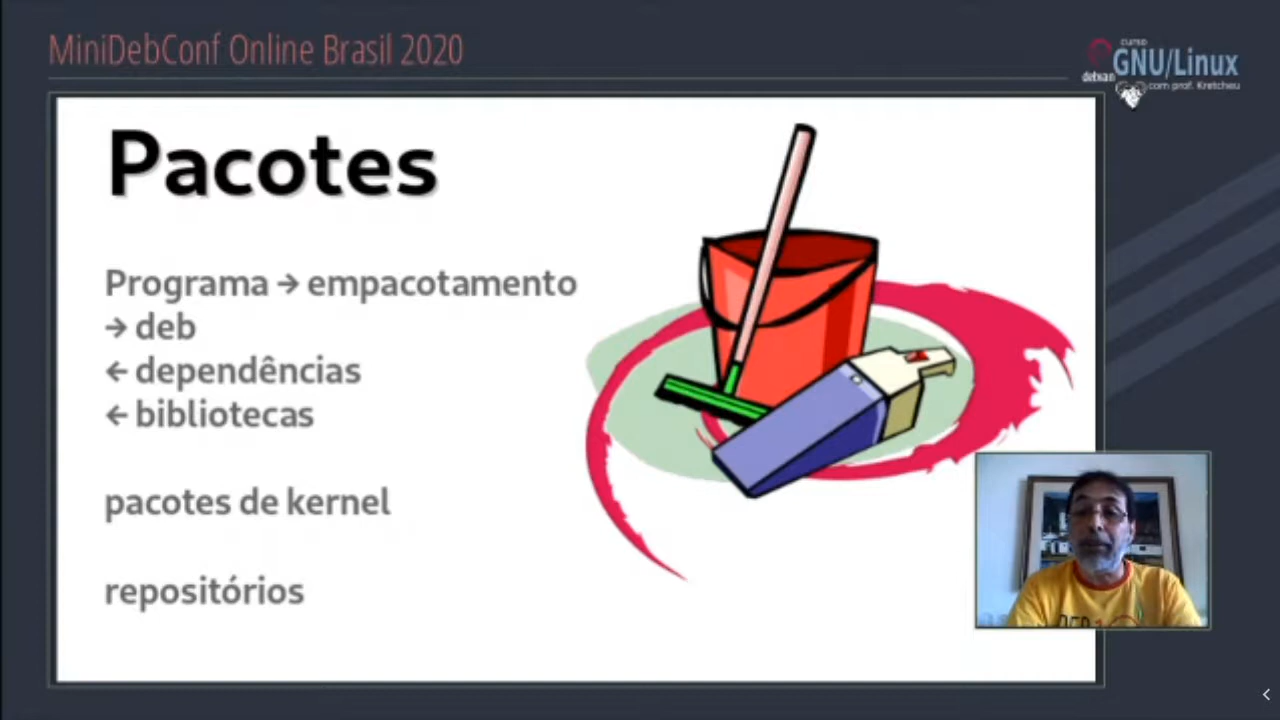 MiniDebConf Online Brasil 2020
curso
GNU/Linux
debian
com prof. Kretcheu
Pacotes
Programa → empacotamento
→ deb
← dependências
← bibliotecas
pacotes de kernel
repositórios